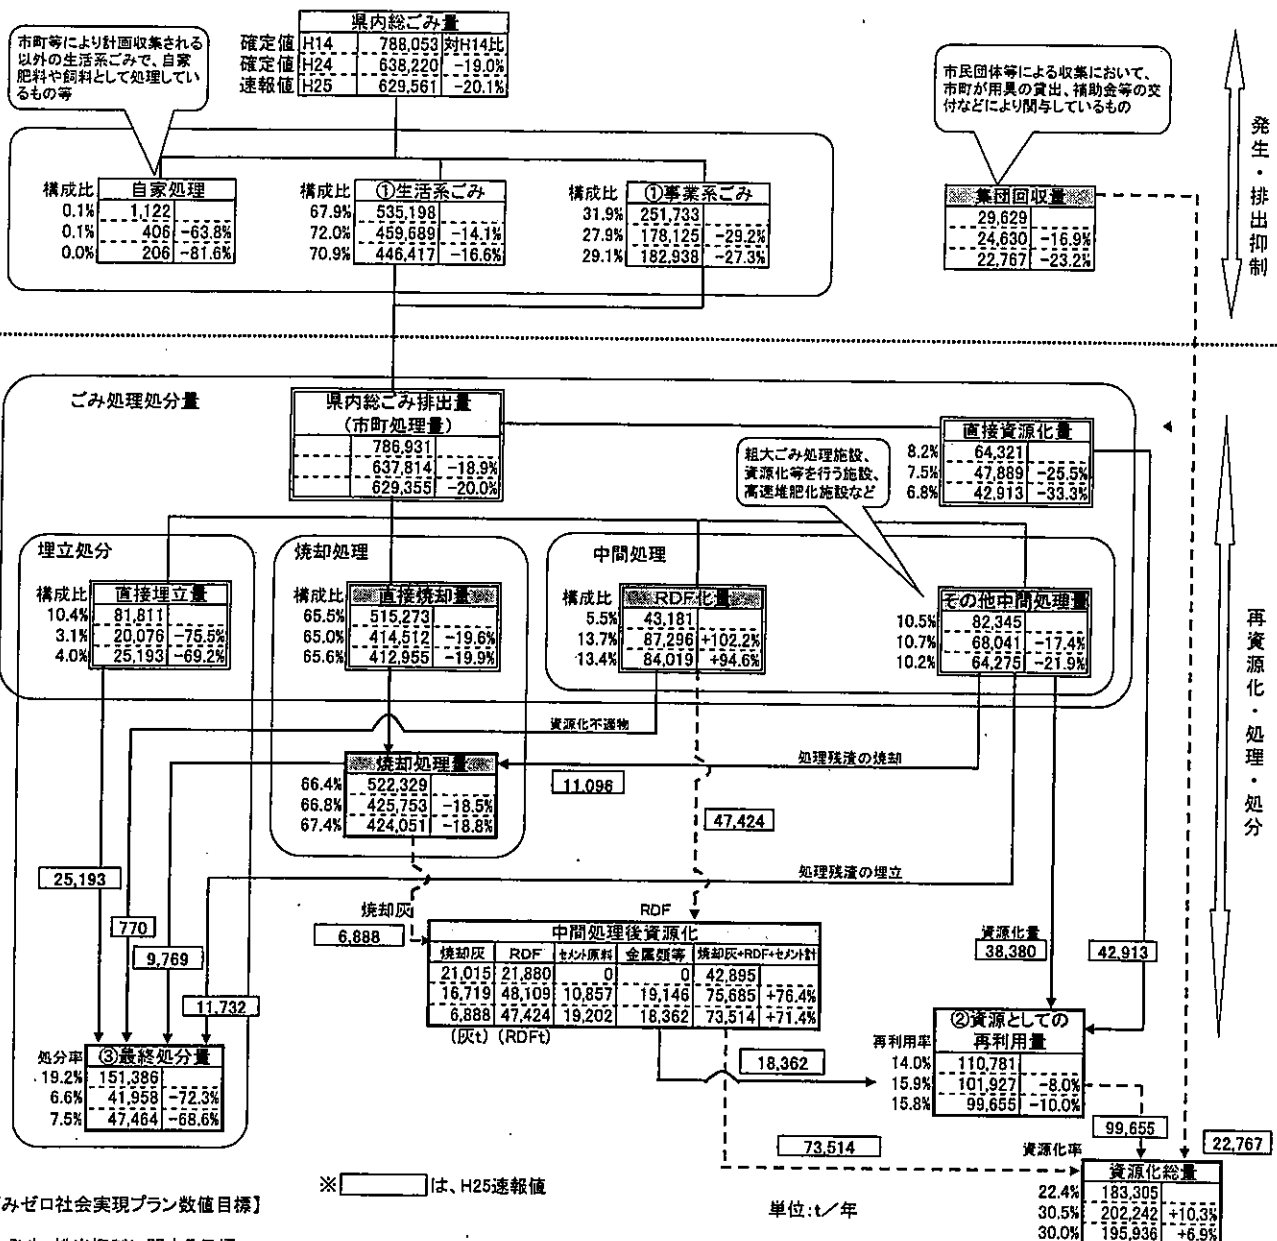 県内総ごみ量
確定値 H14 788,053 対H14比
確定値 H24 638,220 -19.0%
速報値 H25 629,561 -20.1%
市町等により計画収集される
以外の生活系ごみで、自家
肥料や飼料として処理してい
るもの等
市民団体等による収集において、
市町が用具の貸出、補助金等の交
付などにより関与しているもの
発生・排出抑制
構成比 自家処理
0.1% 1,122
0.1% 406 -63.8%
0.0% 206 -81.6%
構成比 ①生活系ごみ
67.9% 535,198
72.0% 459,689 -14.1%
70.9% 446,417 -16.6%
構成比 ①事業系ごみ
31.9% 251,733
27.9% 178,125 -29.2%
29.1% 182,938 -27.3%
集団回収量
29,629
24,630 -16.9%
22,767 -23.2%
ごみ処理処分量
県内総ごみ排出量
(市町処理量)
786,931
637,814 -18.9%
629,355 -20.0%
粗大ごみ処理施設、
資源化等を行う施設、
高速堆肥化施設など
直接資源化量
8.2% 64,321
7.5% 47,889 -25.5%
6.8% 42,913 -33.3%
再資源化・処理・処分
埋立処分
構成比 直接埋立量
10.4% 81,811
3.1% 20,076 -75.5%
4.0% 25,193 -69.2%
焼却処理
構成比 直接焼却量
65.5% 515,273
65.0% 414,512 -19.6%
65.6% 412,955 -19.9%
中間処理
構成比 RDF化量
5.5% 43,181
13.7% 87,296 +102.2%
13.4% 84,019 +94.6%
その他中間処理量
10.5% 82,345
10.7% 68,041 -17.4%
10.2% 64,275 -21.9%
資源化不適物
焼却処理量
66.4% 522,329
66.8% 425,753 -18.5%
67.4% 424,051 -18.8%
処理残渣の焼却
11,096
47,424
処理残渣の埋立
25,193
770
9,769
11,732
焼却灰
6,888
RDF
中間処理後資源化
焼却灰 RDF セメント原料 金属類等 焼却灰+RDF+セメント計
21,015 21,880 0 0 42,895
16,719 48,109 10,857 19,146 75,685 +76.4%
6,888 47,424 19,202 18,362 73,514 +71.4%
(灰t) (RDFt)
資源化量
38,380
42,913
処分率 ③最終処分量
19.2% 151,386
6.6% 41,958 -72.3%
7.5% 47,464 -68.6%
18,362
②資源としての
再利用量
再利用率
14.0% 110,781
15.9% 101,927 -8.0%
15.8% 99,655 -10.0%
73,514
99,655
22,767
資源化率 資源化総量
22.4% 183,305
30.5% 202,242 +10.3%
30.0% 195,936 +6.9%
※ は、H25速報値
単位:t/年
みゼロ社会実現プラン数値目標】